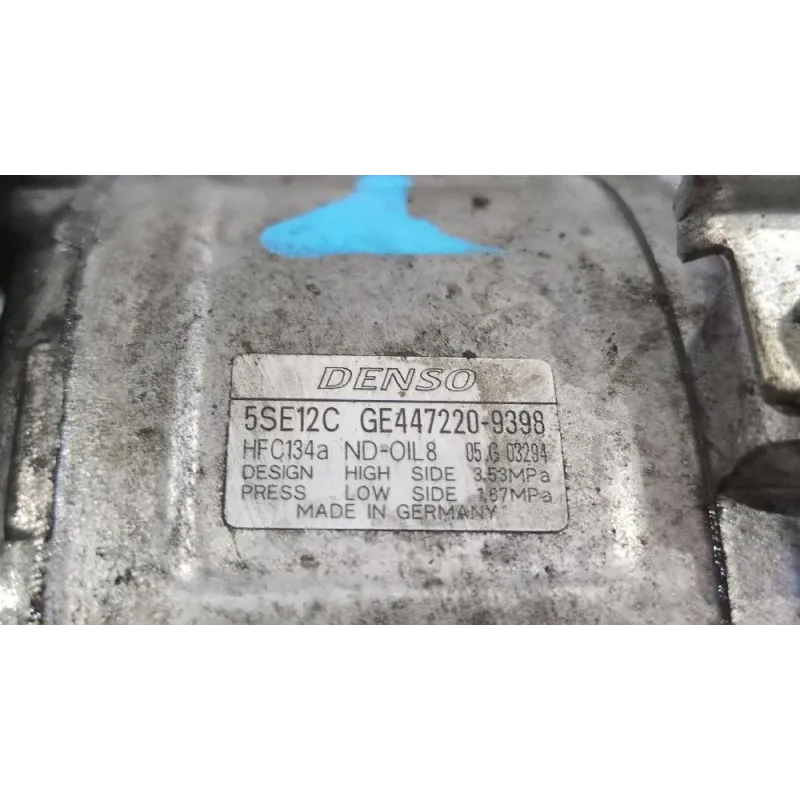 DENSO
5SE12C GE447220-9398
HFC134a ND-OIL8 05.G 03294
DESIGN HIGH SIDE 3.53MPa
PRESS LOW SIDE 1.87MPa
MADE IN GERMANY